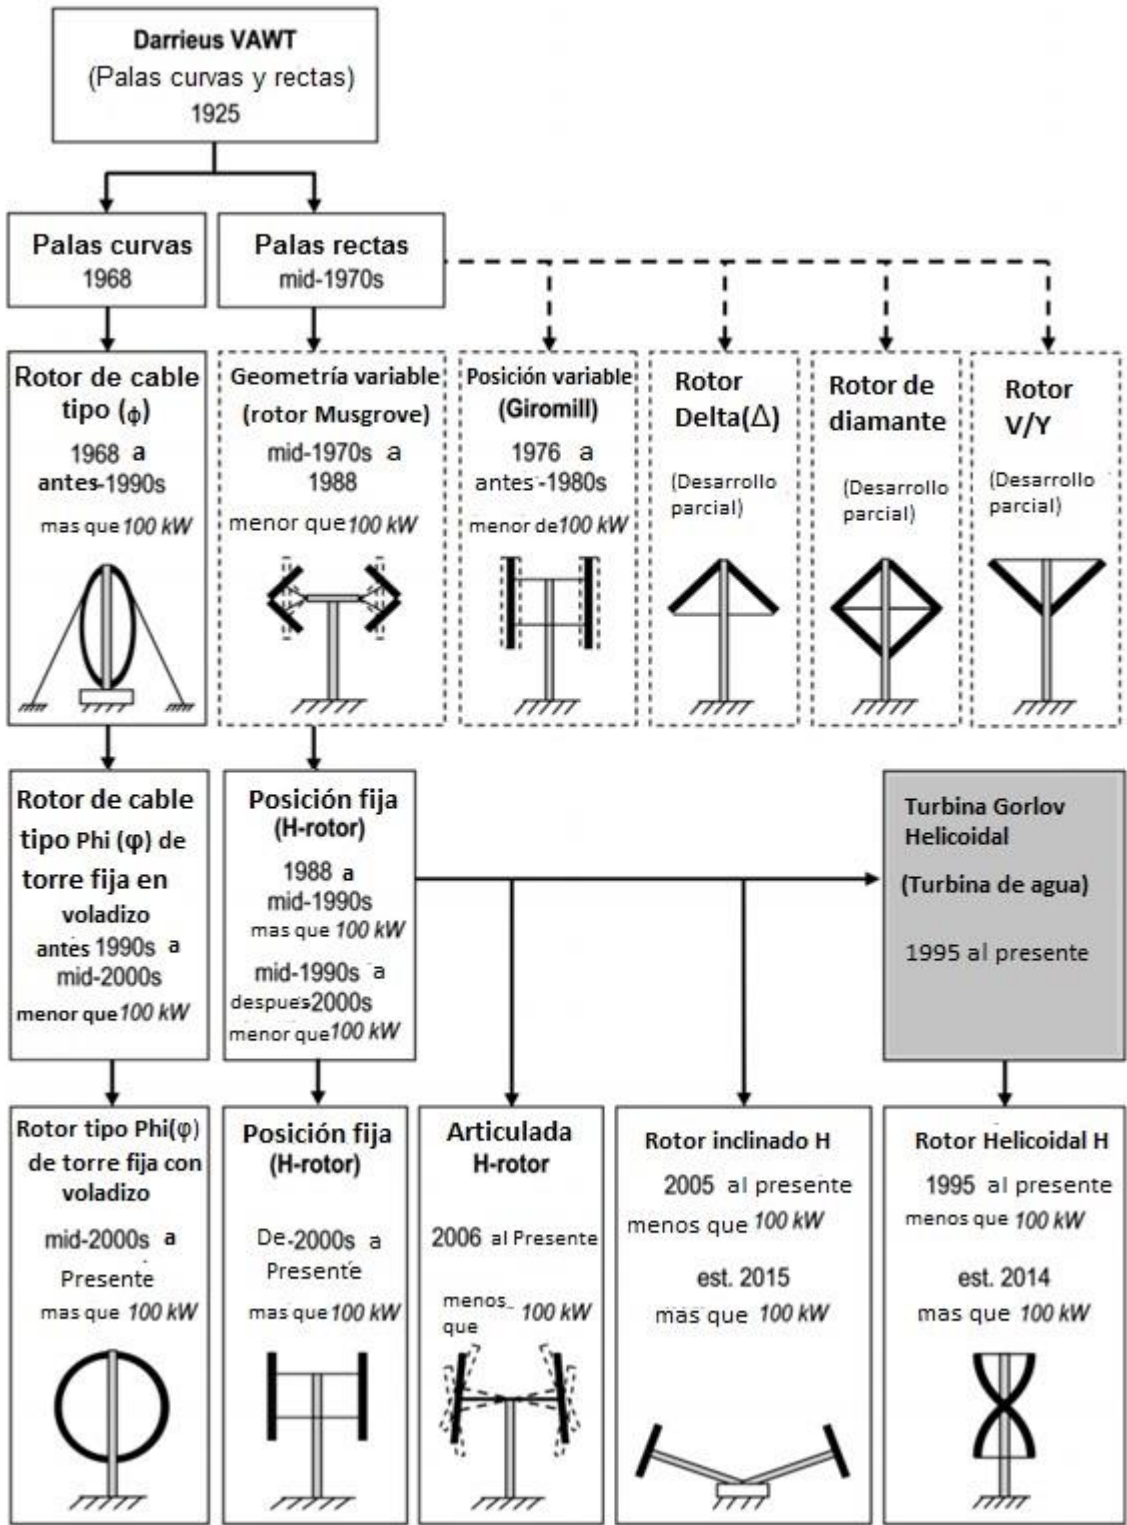 Darrieus VAWT
(Palas curvas y rectas)
1925
Palas curvas
1968
Palas rectas
mid-1970s
Rotor de cable
tipo (ϕ)
1968 a
antes-1990s
mas que 100 kW
Geometría variable
(rotor Musgrove)
mid-1970s a
1988
menor que 100 kW
Posición variable
(Giromill)
1976 a
antes-1980s
menor de 100 kW
Rotor
Delta(Δ)
(Desarrollo
parcial)
Rotor de
diamante
(Desarrollo
parcial)
Rotor
V/Y
(Desarrollo
parcial)
Rotor de cable
tipo Phi (φ) de
torre fija en
voladizo
antes 1990s a
mid-2000s
menor que 100 kW
Posición fija
(H-rotor)
1988 a
mid-1990s
mas que 100 kW
mid-1990s a
despues 2000s
menor que 100 kW
Turbina Gorlov
Helicoidal
(Turbina de agua)
1995 al presente
Rotor tipo Phi(φ)
de torre fija con
voladizo
mid-2000s a
Presente
mas que 100 kW
Posición fija
(H-rotor)
De-2000s a
Presente
mas que 100 kW
Articulada
H-rotor
2006 al Presente
menos
que 100 kW
Rotor inclinado H
2005 al presente
menos que 100 kW
est. 2015
mas que 100 kW
Rotor Helicoidal H
1995 al presente
menos que 100 kW
est. 2014
mas que 100 kW